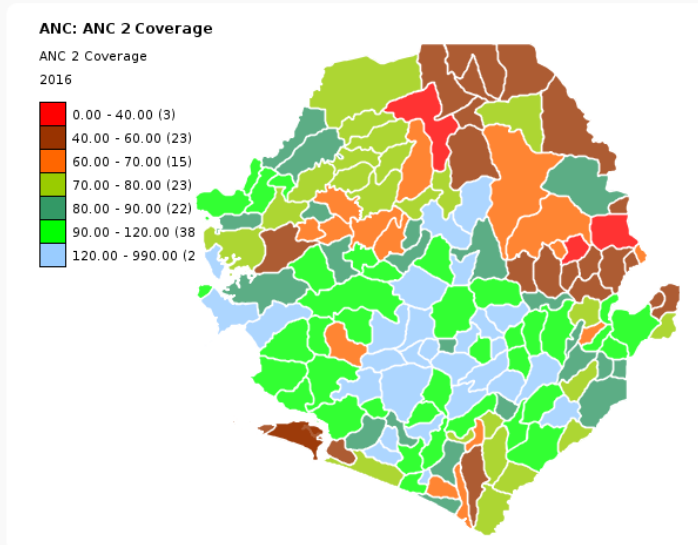 ANC: ANC 2 Coverage
ANC 2 Coverage
2016
0.00 - 40.00 (3)
40.00 - 60.00 (23)
60.00 - 70.00 (15)
70.00 - 80.00 (23)
80.00 - 90.00 (22)
90.00 - 120.00 (38
120.00 - 990.00 (2